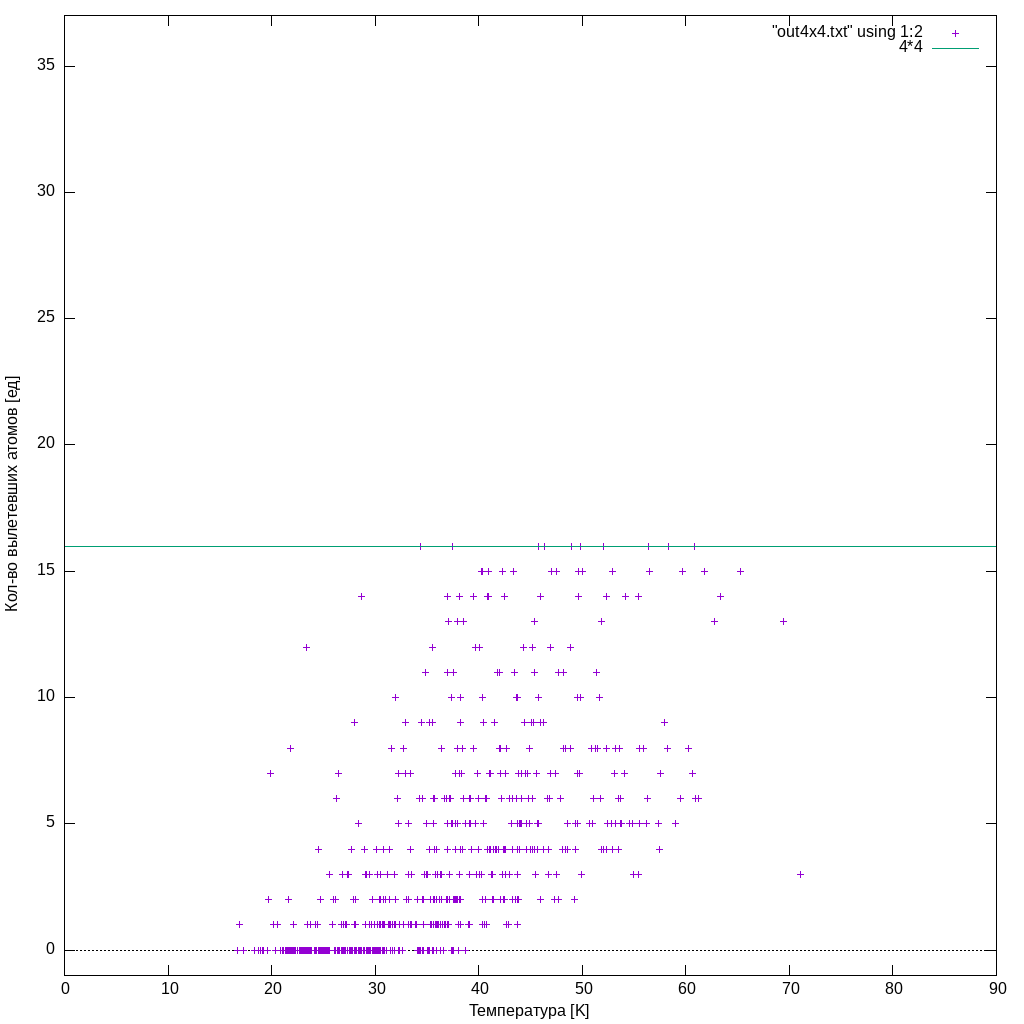 "out4x4.txt" using 1:2
4*4
35
30
25
20
15
10
5
0
Кол-во вылетевших атомов [ед]
0 10 20 30 40 50 60 70 80 90
Температура [K]